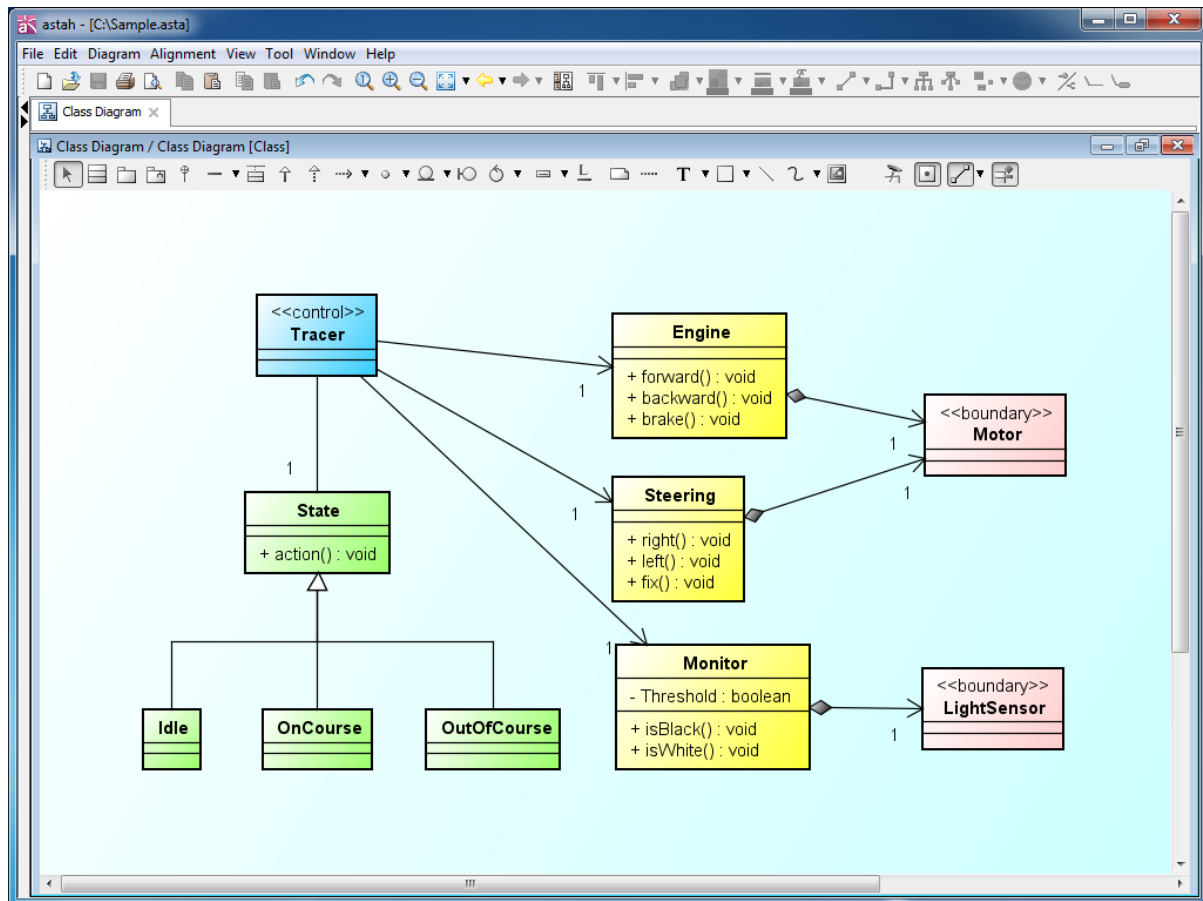 astah - [C:\Sample.asta]
File Edit Diagram Alignment View Tool Window Help
Class Diagram
Class Diagram / Class Diagram [Class]
T
<<control>>
Tracer
1
State
+ action() : void
Idle
OnCourse
OutOfCourse
1
Engine
+ forward() : void
+ backward() : void
+ brake() : void
1
Steering
+ right() : void
+ left() : void
+ fix() : void
1
Monitor
- Threshold : boolean
+ isBlack() : void
+ isWhite() : void
<<boundary>>
Motor
1
1
<<boundary>>
LightSensor
1